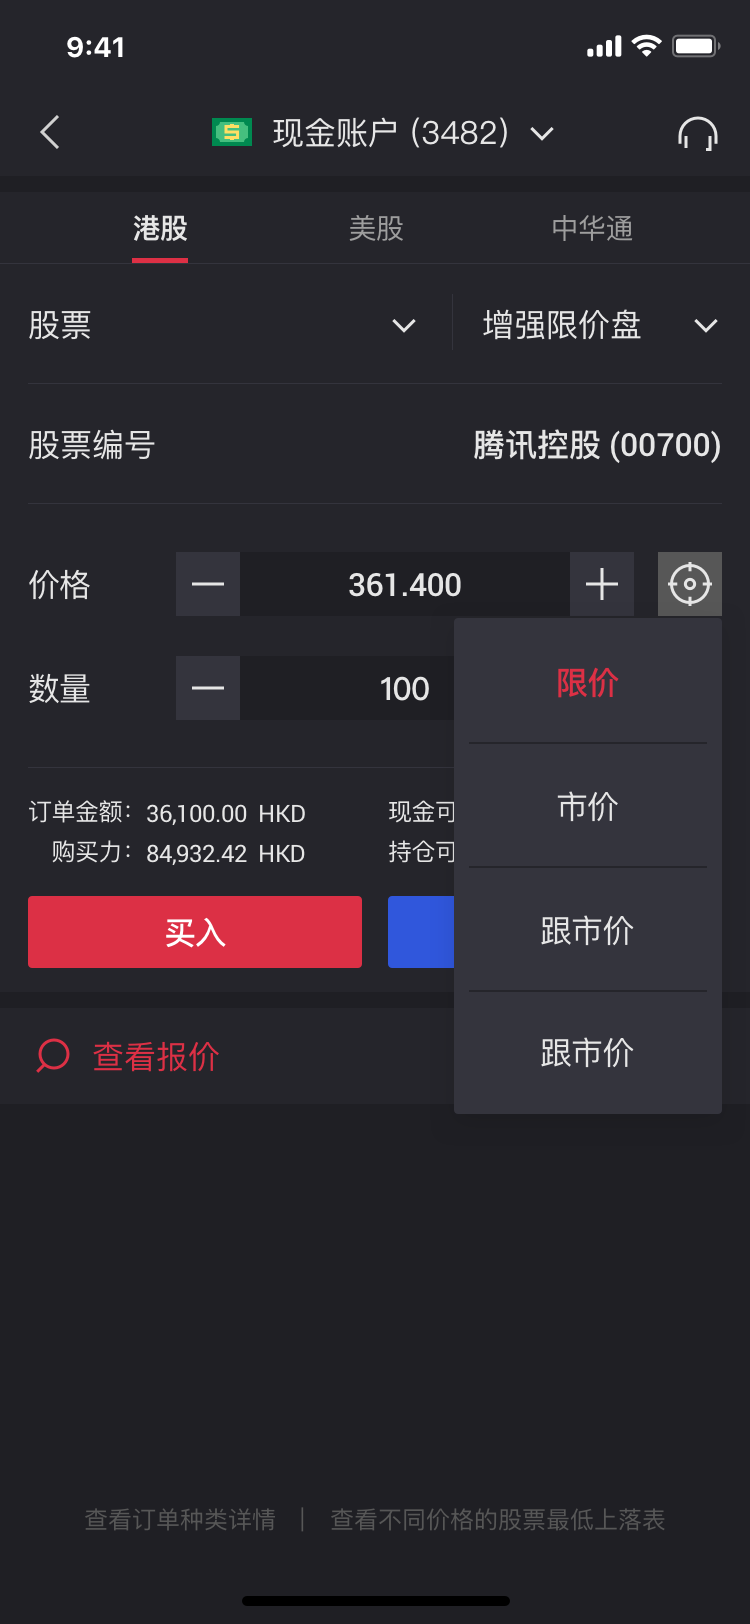 9:41
现金账户 (3482)
港股 美股 中华通
股票 增强限价盘
股票编号 腾讯控股 (00700)
价格 361.400
限价
数量 100
市价
订单金额： 36,100.00 HKD 现金可
购买力： 84,932.42 HKD 持仓可
买入
跟市价
查看报价
跟市价
查看订单种类详情 | 查看不同价格的股票最低上落表